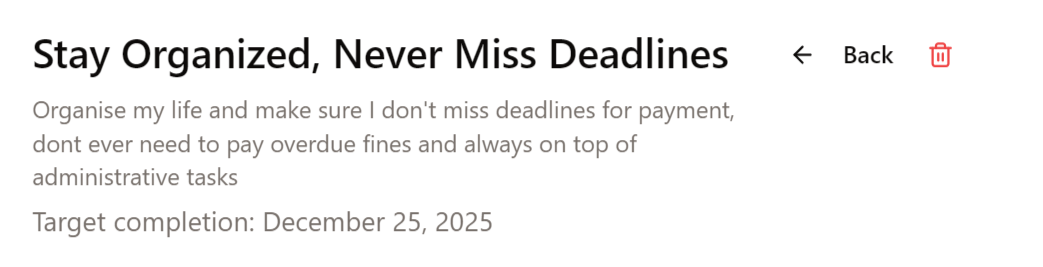 Stay Organized, Never Miss Deadlines
Back
Organise my life and make sure I don't miss deadlines for payment,
dont ever need to pay overdue fines and always on top of
administrative tasks
Target completion: December 25, 2025